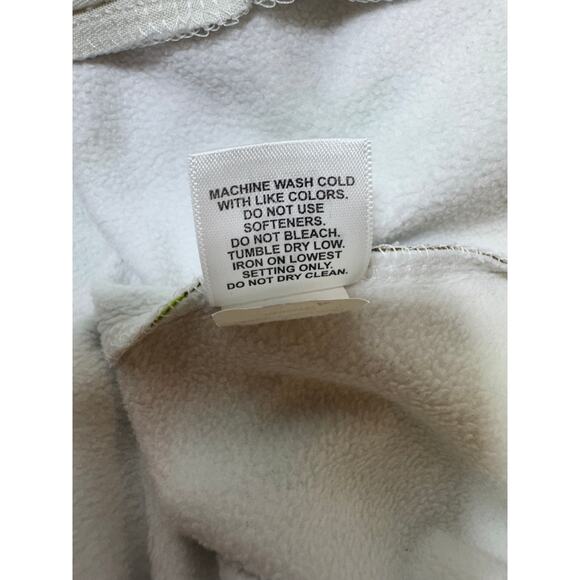 MACHINE WASH COLD
WITH LIKE COLORS.
DO NOT USE
SOFTENERS.
DO NOT BLEACH.
TUMBLE DRY LOW.
IRON ON LOWEST
SETTING ONLY.
DO NOT DRY CLEAN.